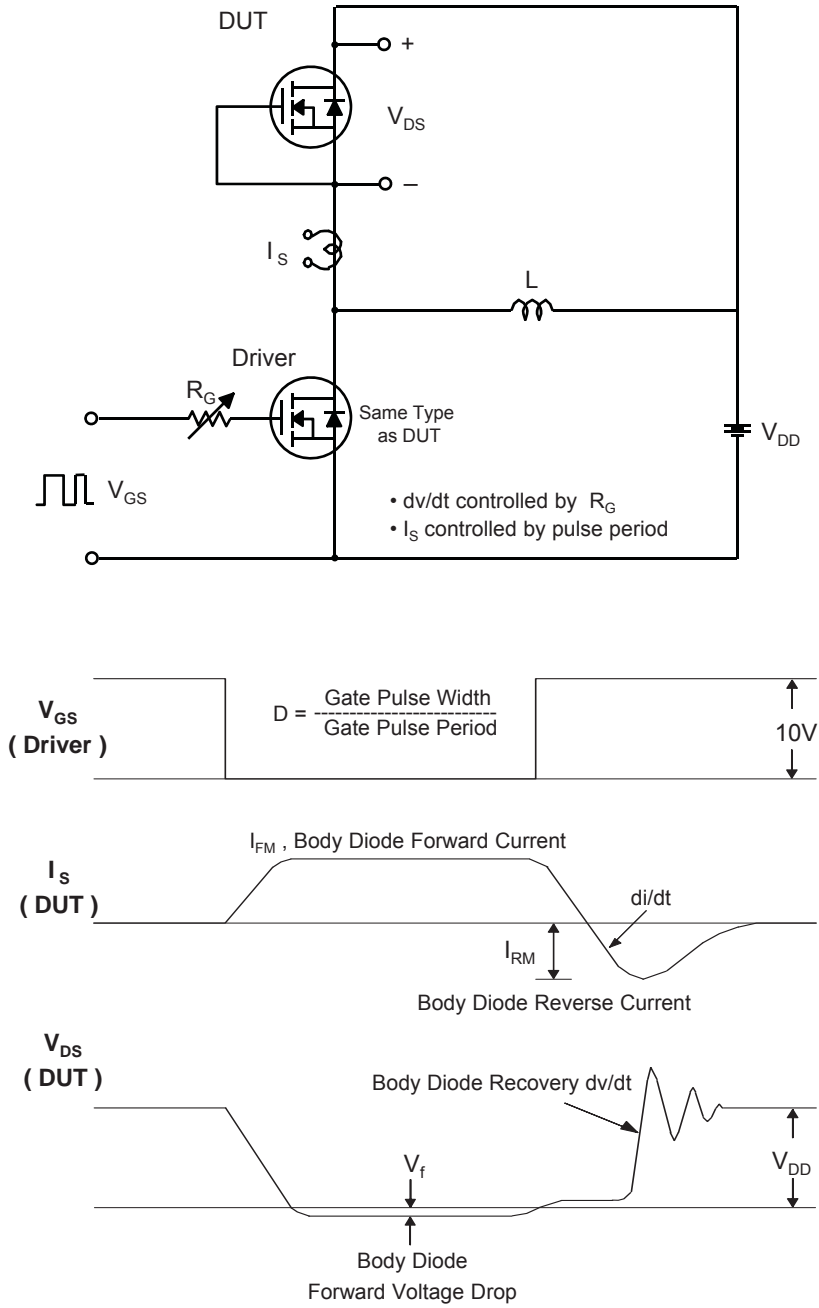 DUT
+
V_DS
–
I_S
L
Driver
R_G
Same Type
as DUT
V_DD
V_GS
• dv/dt controlled by R_G
• I_S controlled by pulse period
V_GS
( Driver )
D = Gate Pulse Width
Gate Pulse Period
10V
I_FM , Body Diode Forward Current
I_S
( DUT )
di/dt
I_RM
Body Diode Reverse Current
V_DS
( DUT )
Body Diode Recovery dv/dt
V_f
V_DD
Body Diode
Forward Voltage Drop